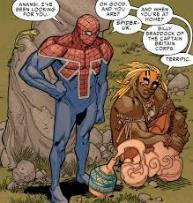 ANANSI. I'VE
BEEN LOOKING
FOR YOU.
OH GOOD.
AND YOU
ARE?
SPIDER-
UK.
AND WHEN
YOU'RE AT
HOME?
BILLY
BRADDOCK OF
THE CAPTAIN
BRITAIN
CORPS.
TERRIFIC.